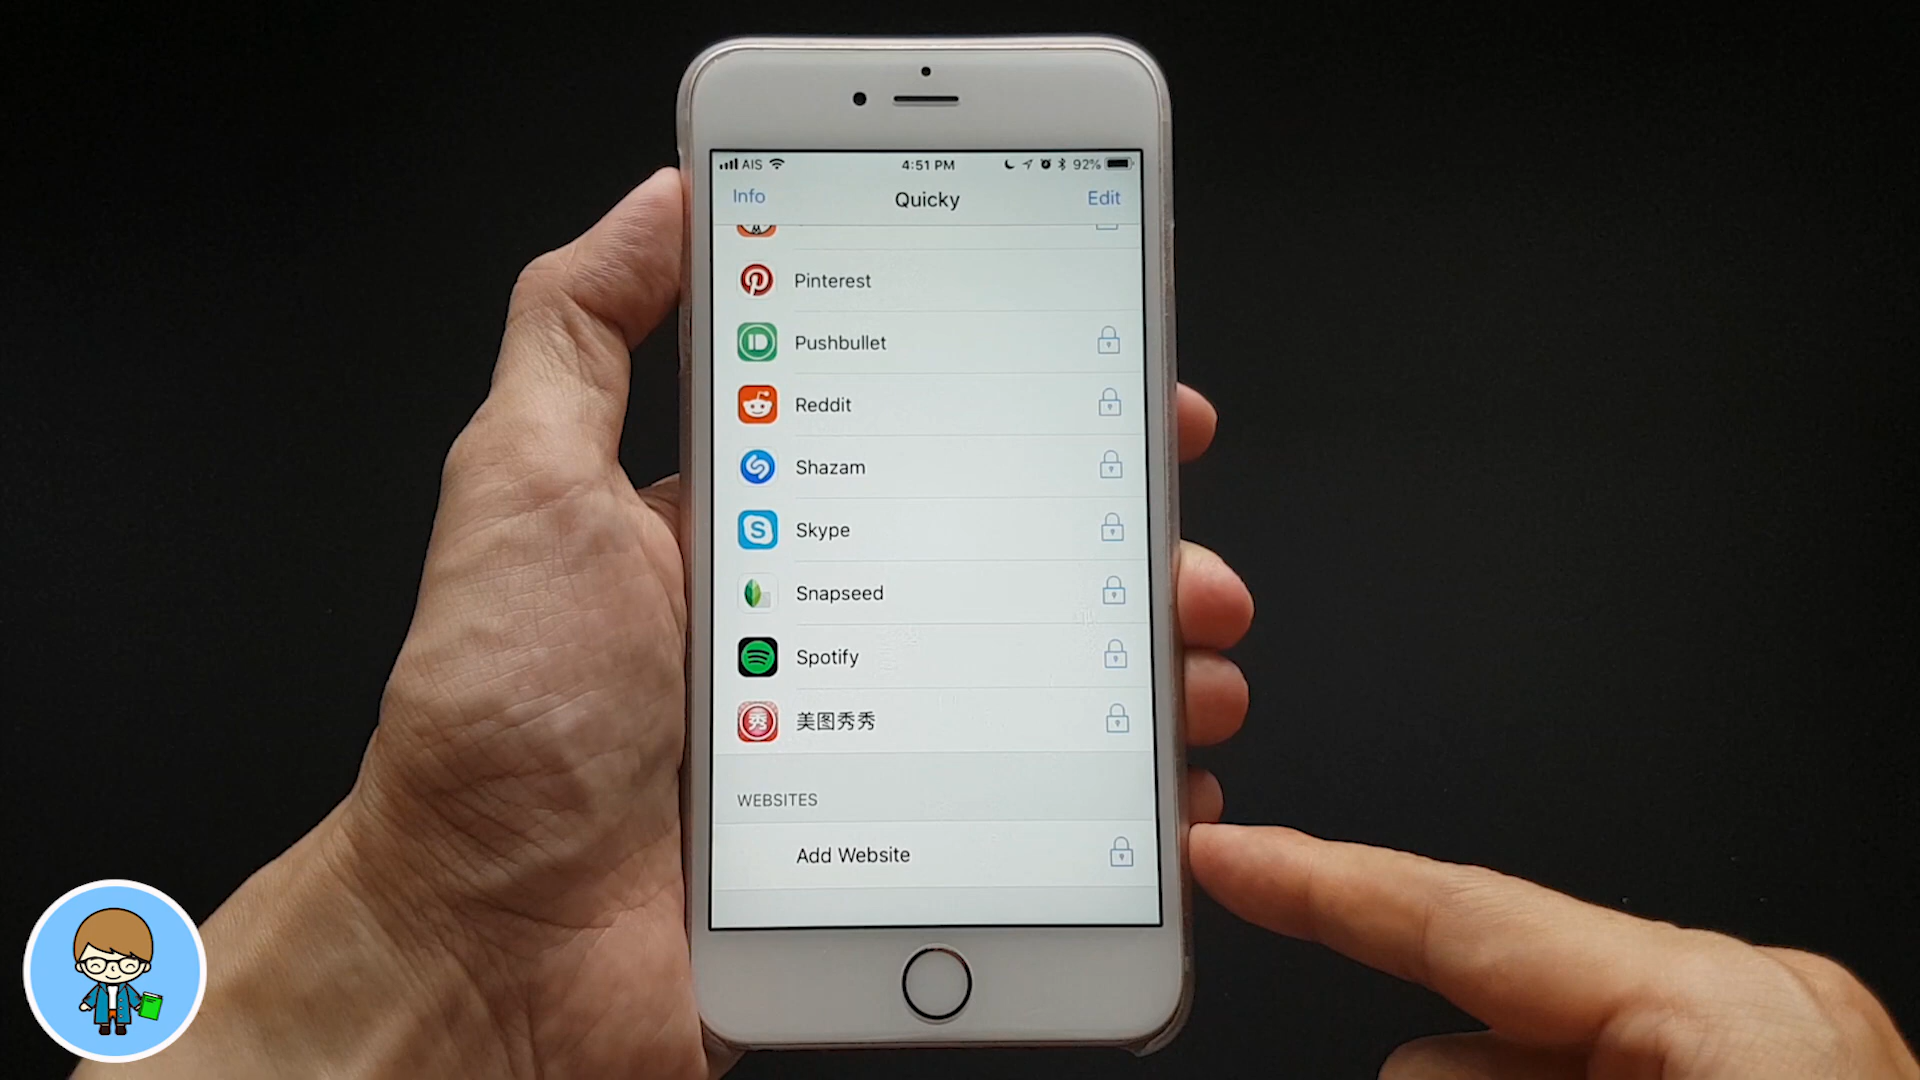 AIS 4:51 PM 92%
Info Quicky Edit
Pinterest
Pushbullet
Reddit
Shazam
Skype
Snapseed
Spotify
秀 美图秀秀
WEBSITES
Add Website